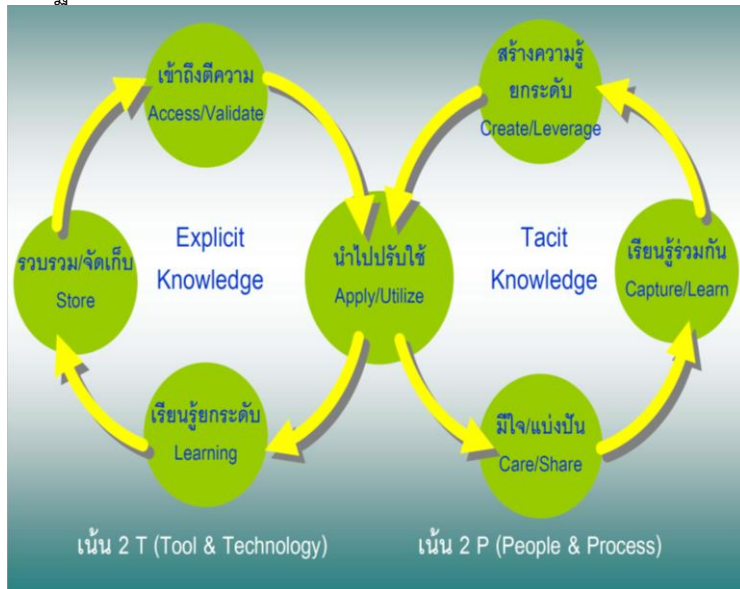 เข้าถึงตีความ
Access/Validate
สร้างความรู้
ยกระดับ
Create/Leverage
รวบรวม/จัดเก็บ
Store
Explicit
Knowledge
นำไปปรับใช้
Apply/Utilize
Tacit
Knowledge
เรียนรู้ร่วมกัน
Capture/Learn
เรียนรู้ยกระดับ
Learning
มีใจ/แบ่งปัน
Care/Share
เน้น 2 T (Tool & Technology)
เน้น 2 P (People & Process)